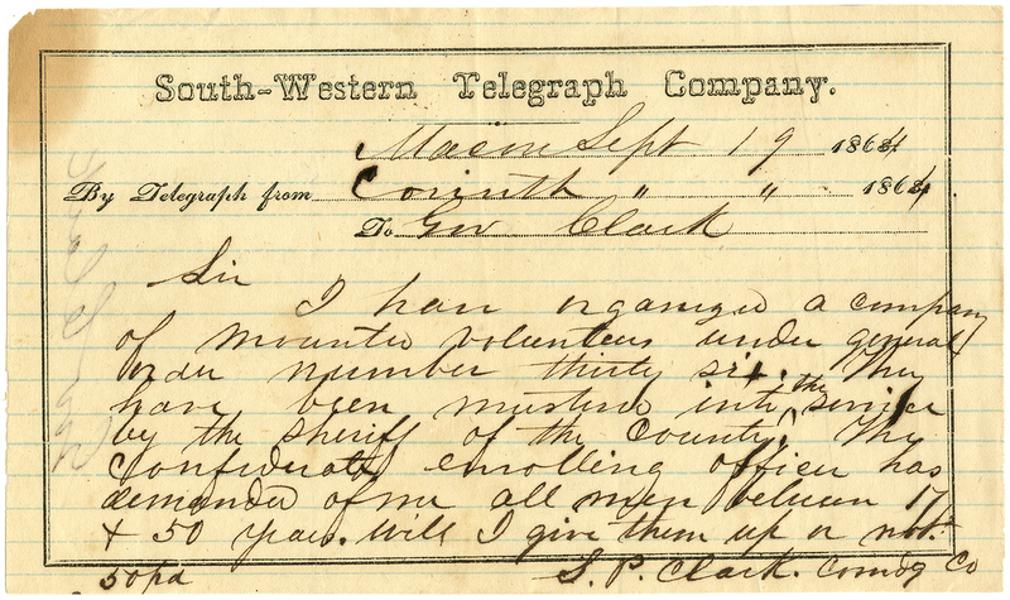 South-Western Telegraph Company.
Macon Sept 19 1864
By Telegraph from Corinth " " 1864
To Gov Clark
Sir
I have organized a company
of mounted volunteers under general
order number thirty six. They
have been mustered into the service
by the sheriff of the County. The
Confederate enrolling officer has
demanded of me all men between 17
+ 50 years. Will I give them up or not.
50 pd S. P. Clark. Comdg Co